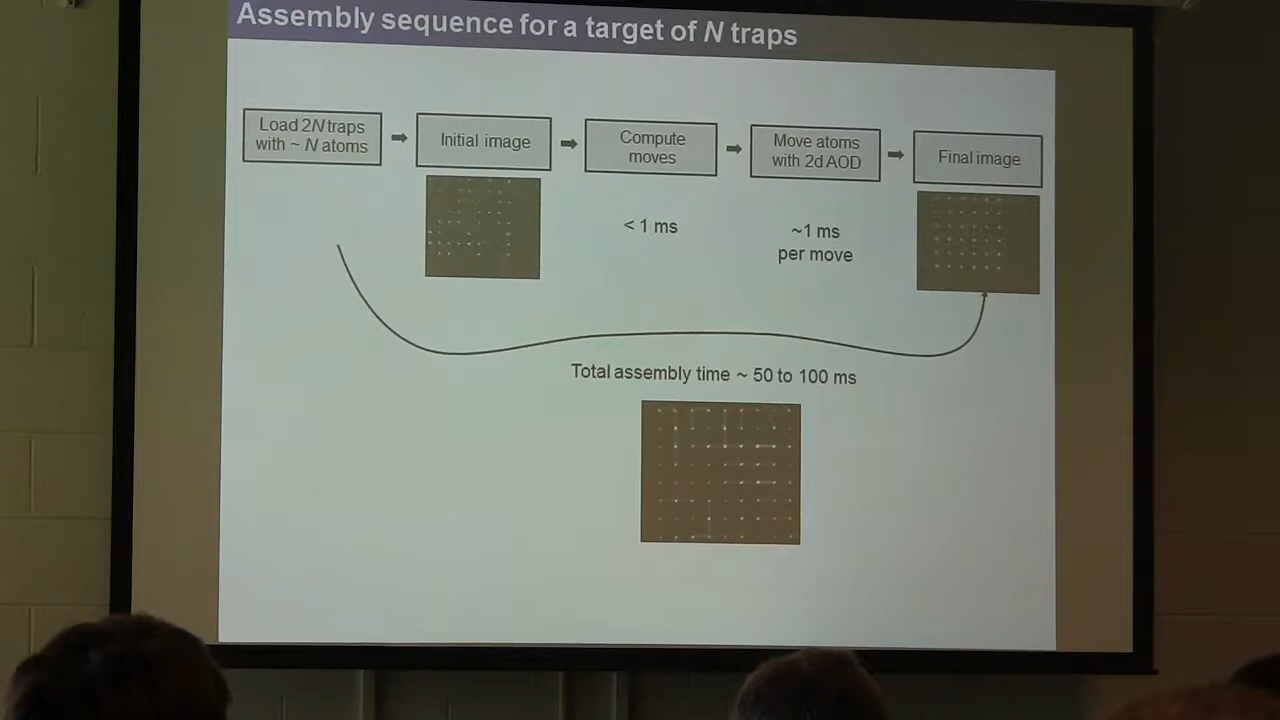 Assembly sequence for a target of N traps
Load 2N traps
with ~ N atoms
Initial image
Compute
moves
Move atoms
with 2d AOD
Final image
< 1 ms
~1 ms
per move
Total assembly time ~ 50 to 100 ms